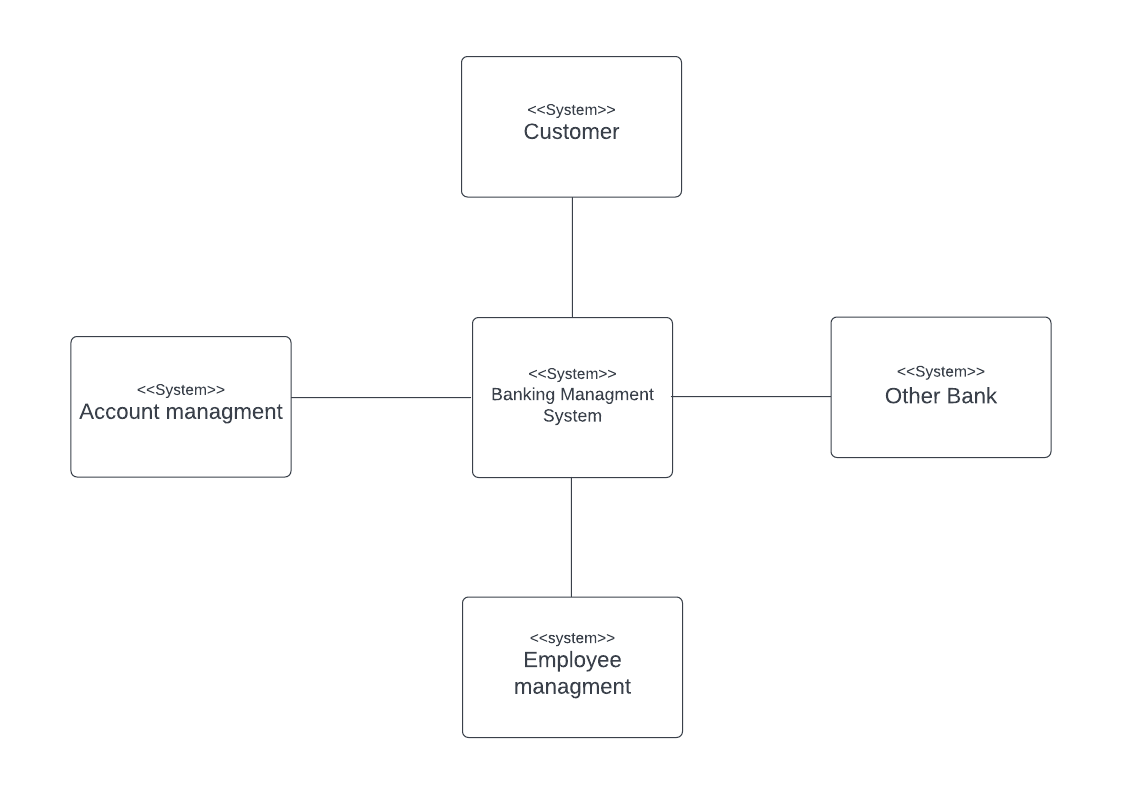 <<System>>
Customer
<<System>>
Account managment
<<System>>
Banking Managment
System
<<System>>
Other Bank
<<system>>
Employee
managment